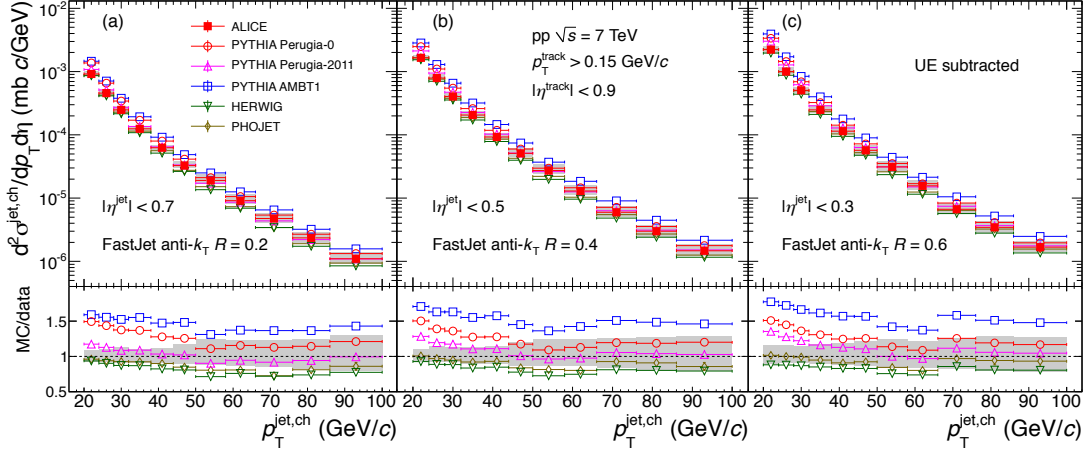 (a)
ALICE
PYTHIA Perugia-0
PYTHIA Perugia-2011
PYTHIA AMBT1
HERWIG
PHOJET
|η^jet| < 0.7
FastJet anti-k_T R = 0.2
(b)
pp √s = 7 TeV
p_T^track > 0.15 GeV/c
|η^track| < 0.9
|η^jet| < 0.5
FastJet anti-k_T R = 0.4
(c)
UE subtracted
|η^jet| < 0.3
FastJet anti-k_T R = 0.6
d²σ^jet,ch/dp_T dη (mb c/GeV)
10⁻²
10⁻³
10⁻⁴
10⁻⁵
10⁻⁶
MC/data
1.5
1
0.5
20 30 40 50 60 70 80 90 100
20 30 40 50 60 70 80 90 100
20 30 40 50 60 70 80 90 100
p_T^jet,ch (GeV/c)
p_T^jet,ch (GeV/c)
p_T^jet,ch (GeV/c)